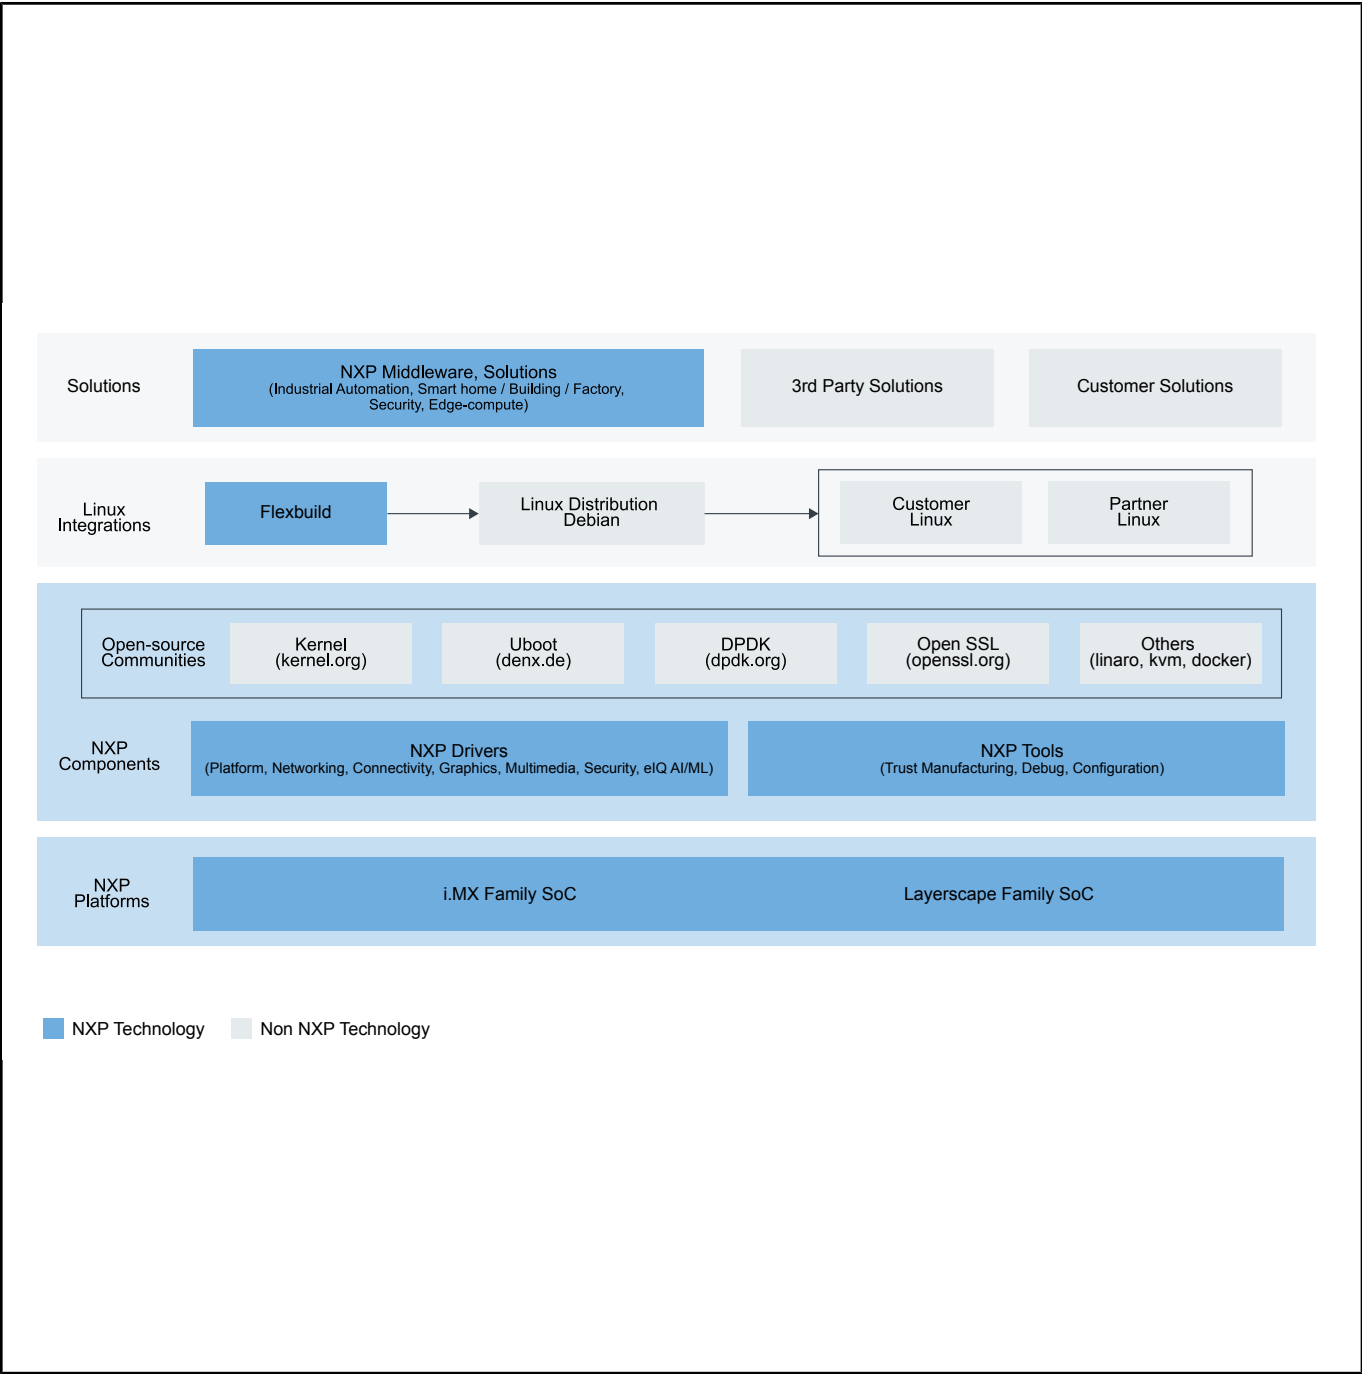 Solutions
NXP Middleware, Solutions
(Industrial Automation, Smart home / Building / Factory,
Security, Edge-compute)
3rd Party Solutions
Customer Solutions
Linux
Integrations
Flexbuild
Linux Distribution
Debian
Customer
Linux
Partner
Linux
Open-source
Communities
Kernel
(kernel.org)
Uboot
(denx.de)
DPDK
(dpdk.org)
Open SSL
(openssl.org)
Others
(linaro, kvm, docker)
NXP
Components
NXP Drivers
(Platform, Networking, Connectivity, Graphics, Multimedia, Security, eIQ AI/ML)
NXP Tools
(Trust Manufacturing, Debug, Configuration)
NXP
Platforms
i.MX Family SoC
Layerscape Family SoC
NXP Technology
Non NXP Technology